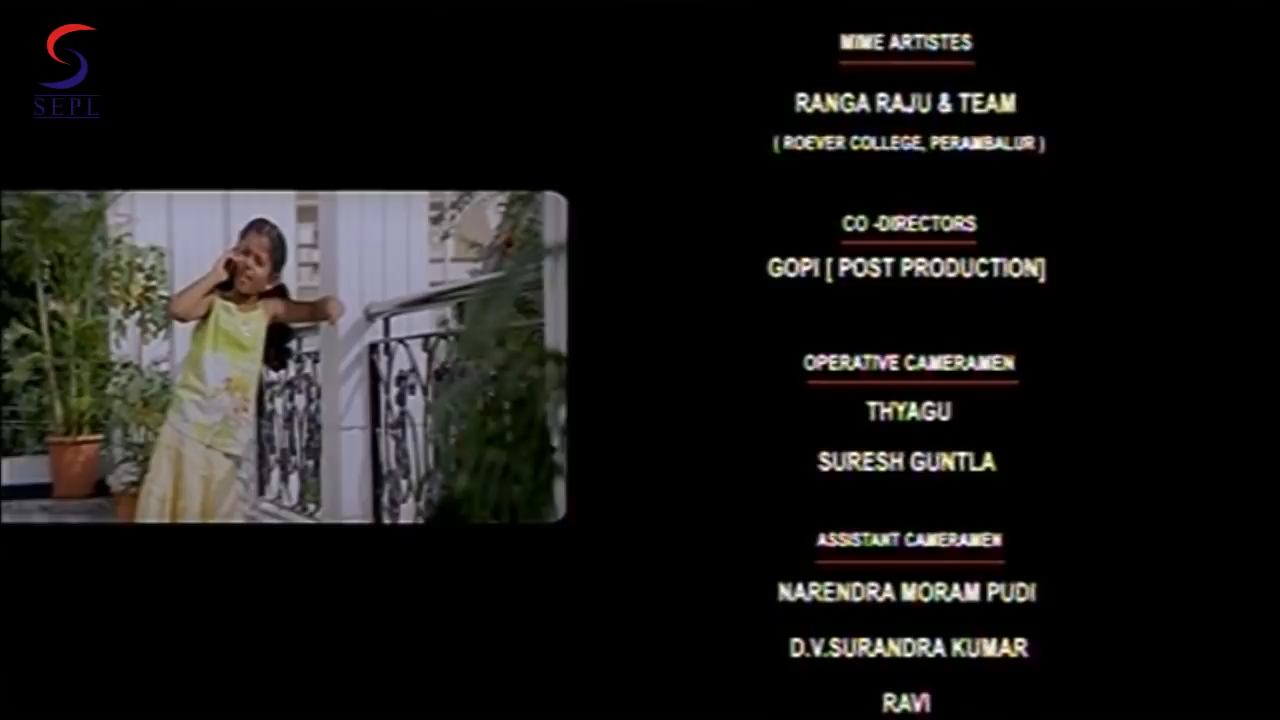 SEPL
MIME ARTISTES
RANGA RAJU & TEAM
( ROEVER COLLEGE, PERAMBALUR )
CO -DIRECTORS
GOPI [ POST PRODUCTION]
OPERATIVE CAMERAMEN
THYAGU
SURESH GUNTLA
ASSISTANT CAMERAMEN
NARENDRA MORAM PUDI
D.V.SURANDRA KUMAR
RAVI